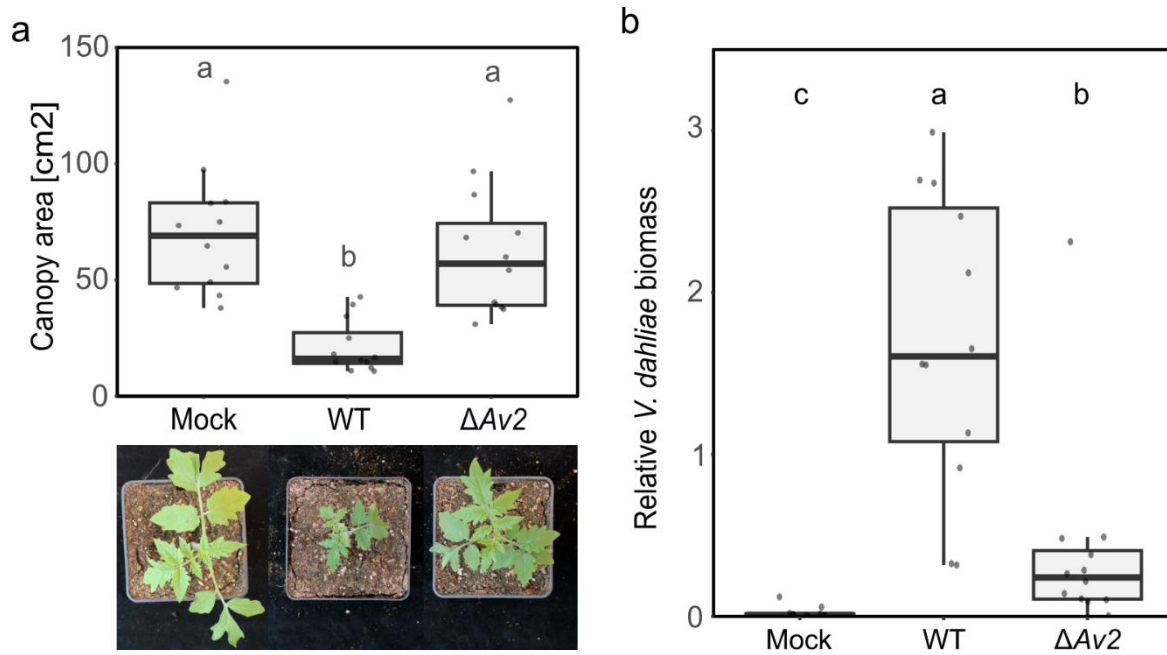 a
Canopy area [cm2]
150
100
50
0
a
b
a
Mock WT ΔAv2
b
Relative V. dahliae biomass
3
2
1
0
c a b
Mock WT ΔAv2